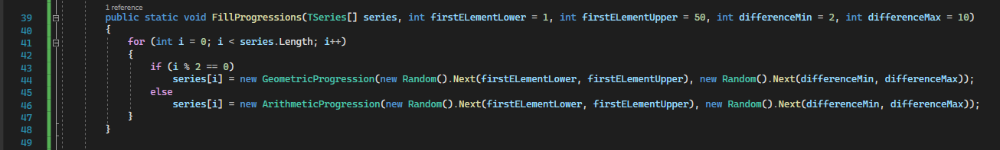 1 reference
39 public static void FillProgressions(TSeries[] series, int firstELementLower = 1, int firstELementUpper = 50, int differenceMin = 2, int differenceMax = 10)
40 {
41 for (int i = 0; i < series.Length; i++)
42 {
43 if (i % 2 == 0)
44 series[i] = new GeometricProgression(new Random().Next(firstELementLower, firstELementUpper), new Random().Next(differenceMin, differenceMax));
45 else
46 series[i] = new ArithmeticProgression(new Random().Next(firstELementLower, firstELementUpper), new Random().Next(differenceMin, differenceMax));
47 }
48 }
49